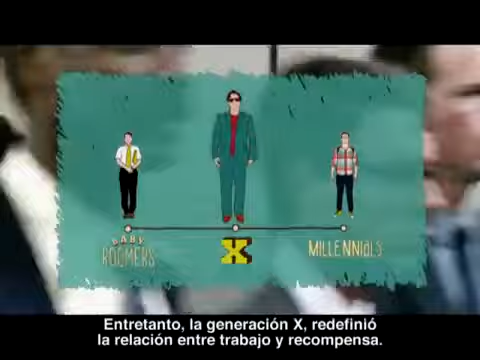 BABY
BOOMERS
X
MILLENNIALS
Entretanto, la generación X, redefinió
la relación entre trabajo y recompensa.